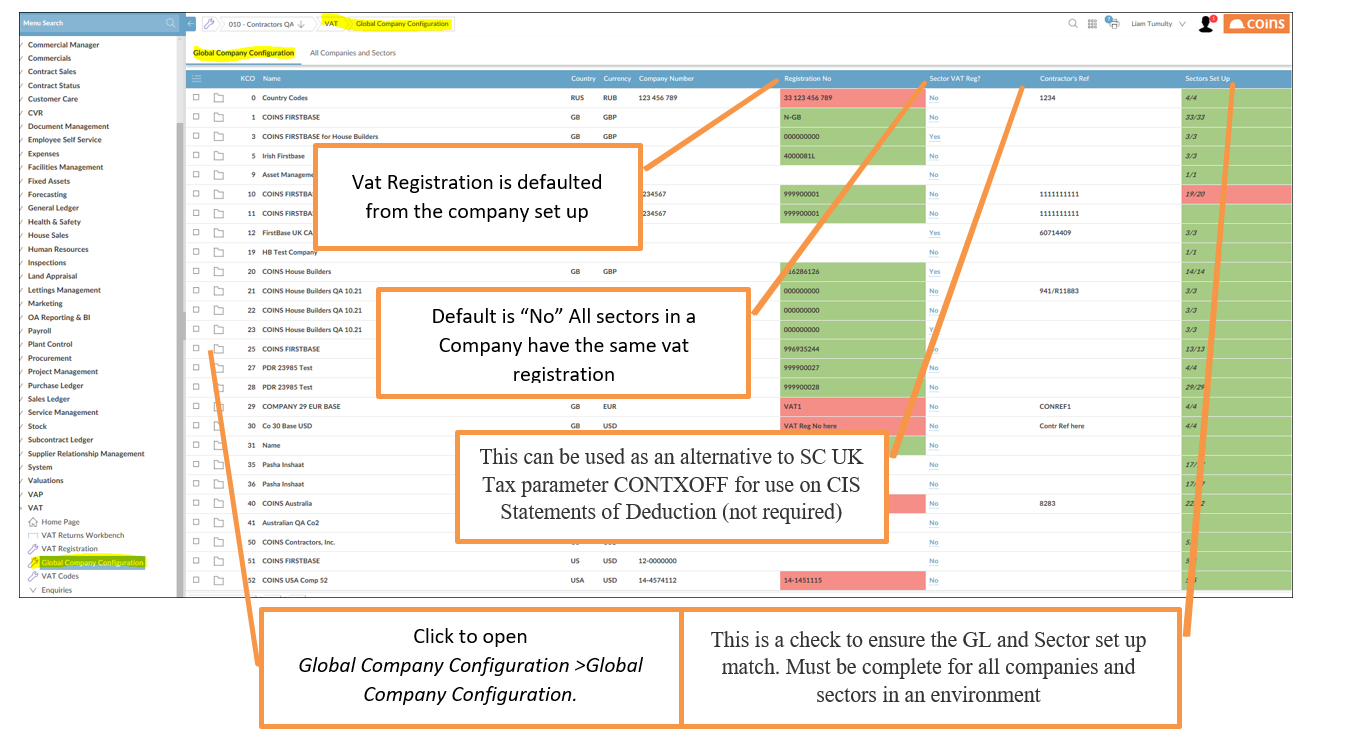 Menu Search
010 - Contractors QA
VAT
Global Company Configuration
Liam Tumulty
coins
Global Company Configuration
All Companies and Sectors
KCO Name Country Currency Company Number Registration No Sector VAT Reg? Contractor's Ref Sectors Set Up
0 Country Codes RUS RUB 123 456 789 33 123 456 789 No 1234 4/4
1 COINS FIRSTBASE GB GBP N-GB No 33/33
3 COINS FIRSTBASE for House Builders GB GBP 000000000 Yes 3/3
5 Irish Firstbase 4000081L No 3/3
9 Asset No 1/1
10 COINS 999900001 No 1111111111 19/20
11 COINS 999900001 No 1111111111
12 FirstBase UK Yes 60714409 3/3
19 HB Test Company No 1/1
20 COINS House Builders GB GBP Yes 14/14
21 COINS House Builders QA 10.21 000000000 No 941/R11883 3/3
22 COINS House Builders QA 10.21 000000000 No 3/3
23 COINS House Builders QA 10.21 000000000 3/3
25 COINS FIRSTBASE 996935244 13/13
27 PDR 23985 Test 999900027 No 4/4
28 PDR 23985 Test 999900028 No 29/29
29 COMPANY 29 EUR BASE GB EUR VAT1 No CONREF1 4/4
30 Co 30 Base USD GB USD VAT Reg No here No Contr Ref here 4/4
31 Name No
35 Pasha Inshaat No
36 Pasha Inshaat No
40 COINS Australia No 8283
41 Australian QA Co2 No
50 COINS Contractors, Inc. No
51 COINS FIRSTBASE US USD 12-0000000 No
52 COINS USA Comp 52 USA USD 14-4574112 14-1451115 No
Commercial Manager
Commercials
Contract Sales
Contract Status
Customer Care
CVR
Document Management
Employee Self Service
Expenses
Facilities Management
Fixed Assets
Forecasting
General Ledger
Health & Safety
House Sales
Human Resources
Inspections
Land Appraisal
Lettings Management
Marketing
OA Reporting & BI
Payroll
Plant Control
Procurement
Project Management
Purchase Ledger
Sales Ledger
Service Management
Stock
Subcontract Ledger
Supplier Relationship Management
System
Valuations
VAP
VAT
Home Page
VAT Returns Workbench
VAT Registration
Global Company Configuration
VAT Codes
Enquiries
Vat Registration is defaulted
from the company set up
Default is “No” All sectors in a
Company have the same vat
registration
This can be used as an alternative to SC UK
Tax parameter CONTXOFF for use on CIS
Statements of Deduction (not required)
Click to open
Global Company Configuration >Global
Company Configuration.
This is a check to ensure the GL and Sector set up
match. Must be complete for all companies and
sectors in an environment